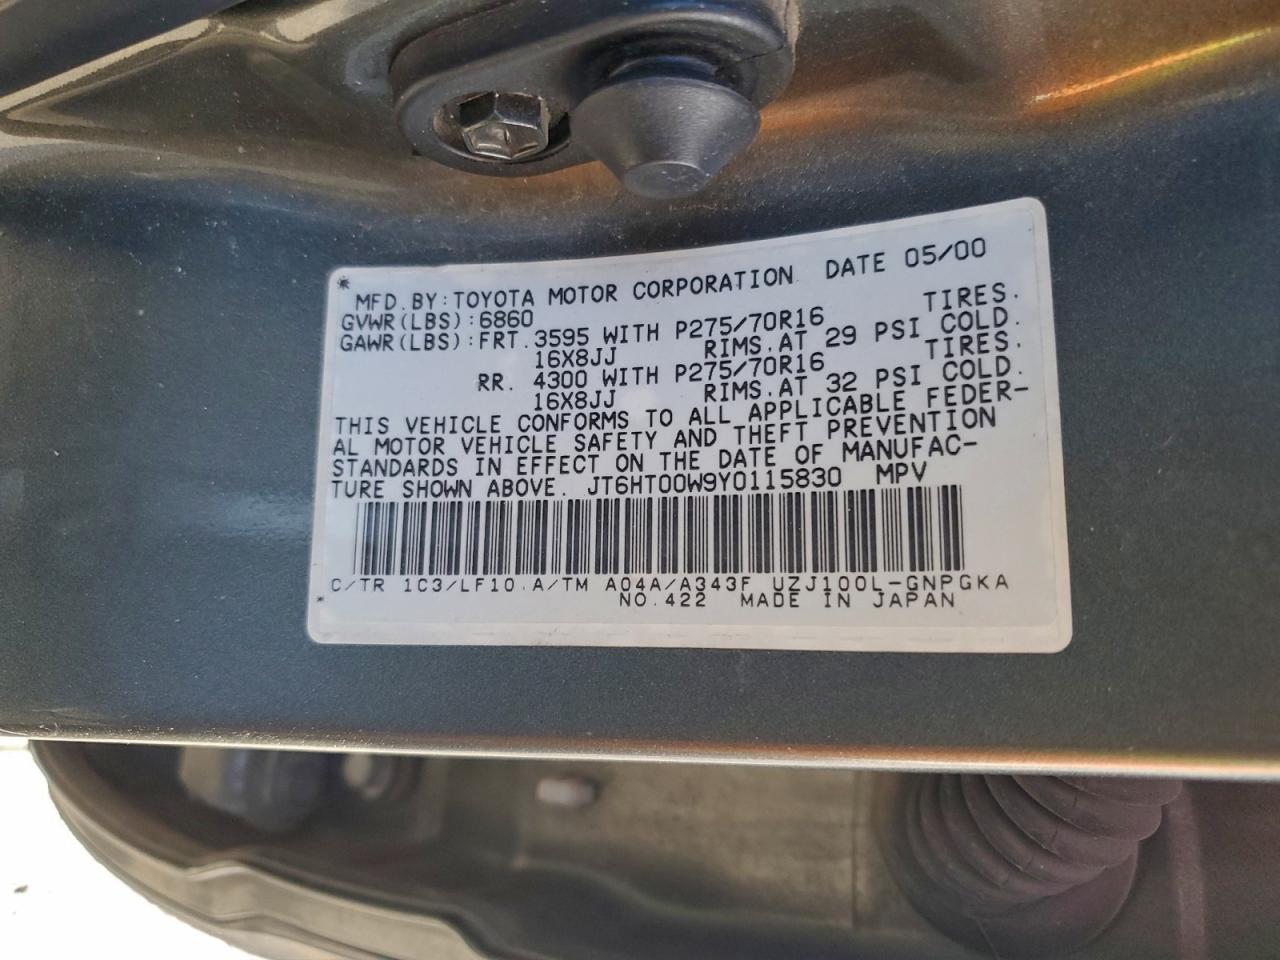 * MFD. BY: TOYOTA MOTOR CORPORATION DATE 05/00
GVWR(LBS):6860
GAWR(LBS):FRT. 3595 WITH P275/70R16 TIRES.
16X8JJ RIMS.AT 29 PSI COLD.
RR. 4300 WITH P275/70R16 TIRES.
16X8JJ RIMS.AT 32 PSI COLD.
THIS VEHICLE CONFORMS TO ALL APPLICABLE FEDER-
AL MOTOR VEHICLE SAFETY AND THEFT PREVENTION
STANDARDS IN EFFECT ON THE DATE OF MANUFAC-
TURE SHOWN ABOVE. JT6HT00W9Y0115830 MPV
C/TR 1C3/LF10.A/TM A04A/A343F UZJ100L-GNPGKA
* NO.422 MADE IN JAPAN